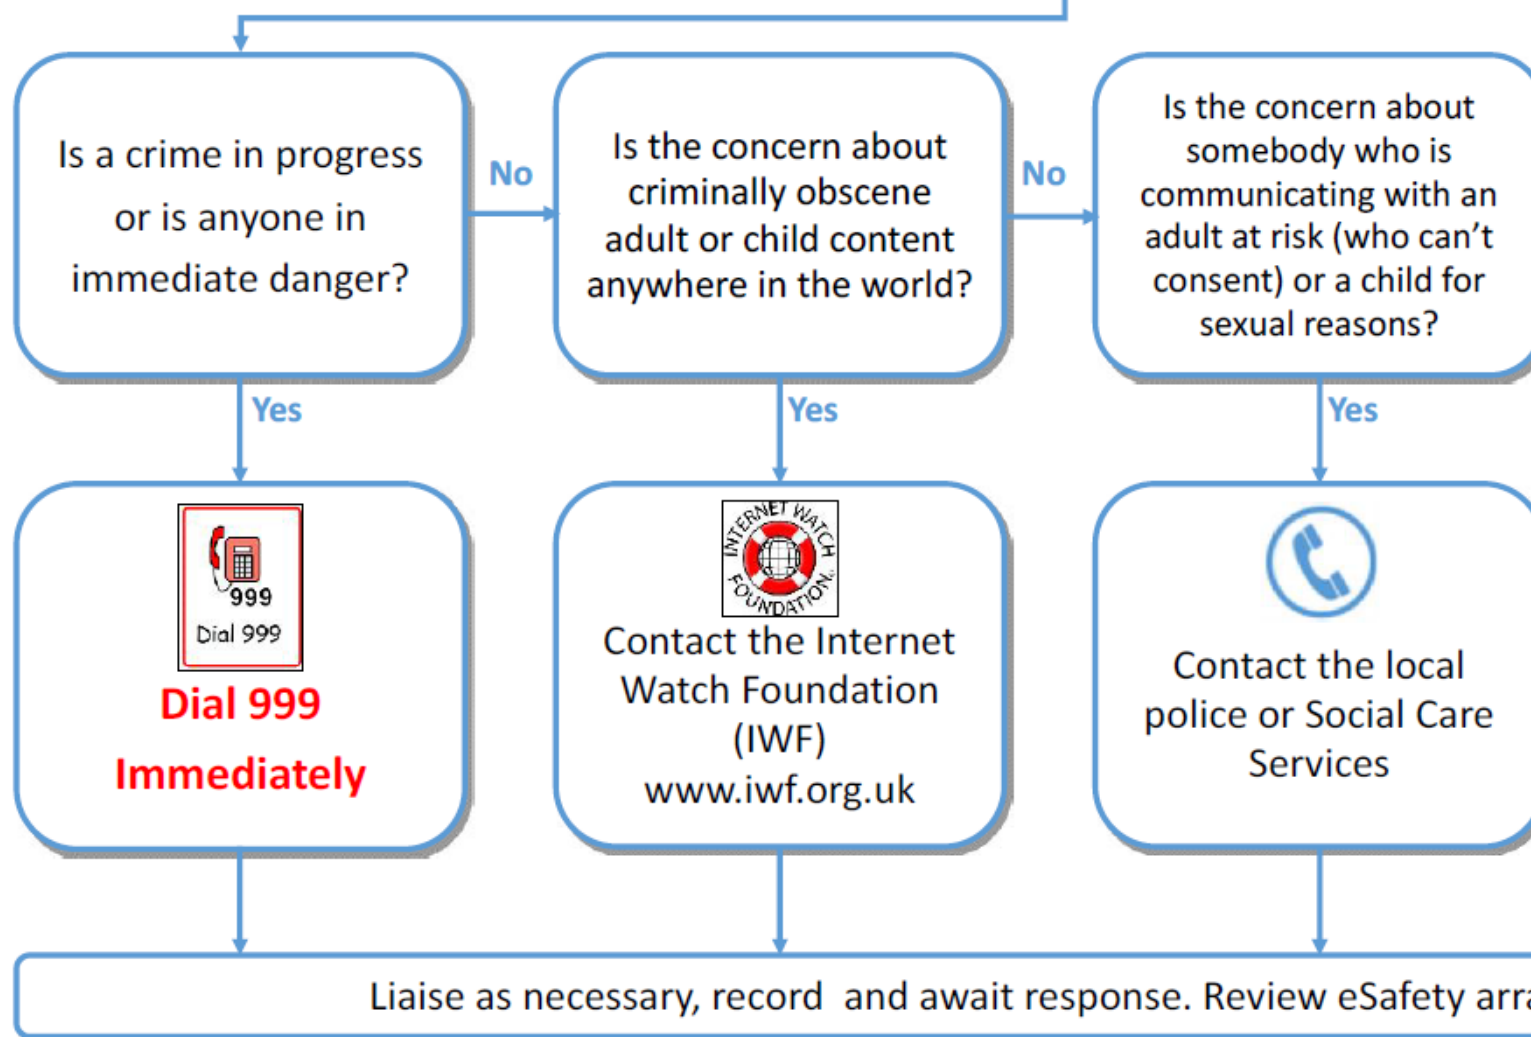 Is a crime in progress
or is anyone in
immediate danger?
No
Is the concern about
criminally obscene
adult or child content
anywhere in the world?
No
Is the concern about
somebody who is
communicating with an
adult at risk (who can’t
consent) or a child for
sexual reasons?
Yes
Yes
Yes
999
Dial 999
Dial 999
Immediately
INTERNET WATCH
FOUNDATION
Contact the Internet
Watch Foundation
(IWF)
www.iwf.org.uk
Contact the local
police or Social Care
Services
Liaise as necessary, record  and await response. Review eSafety arra